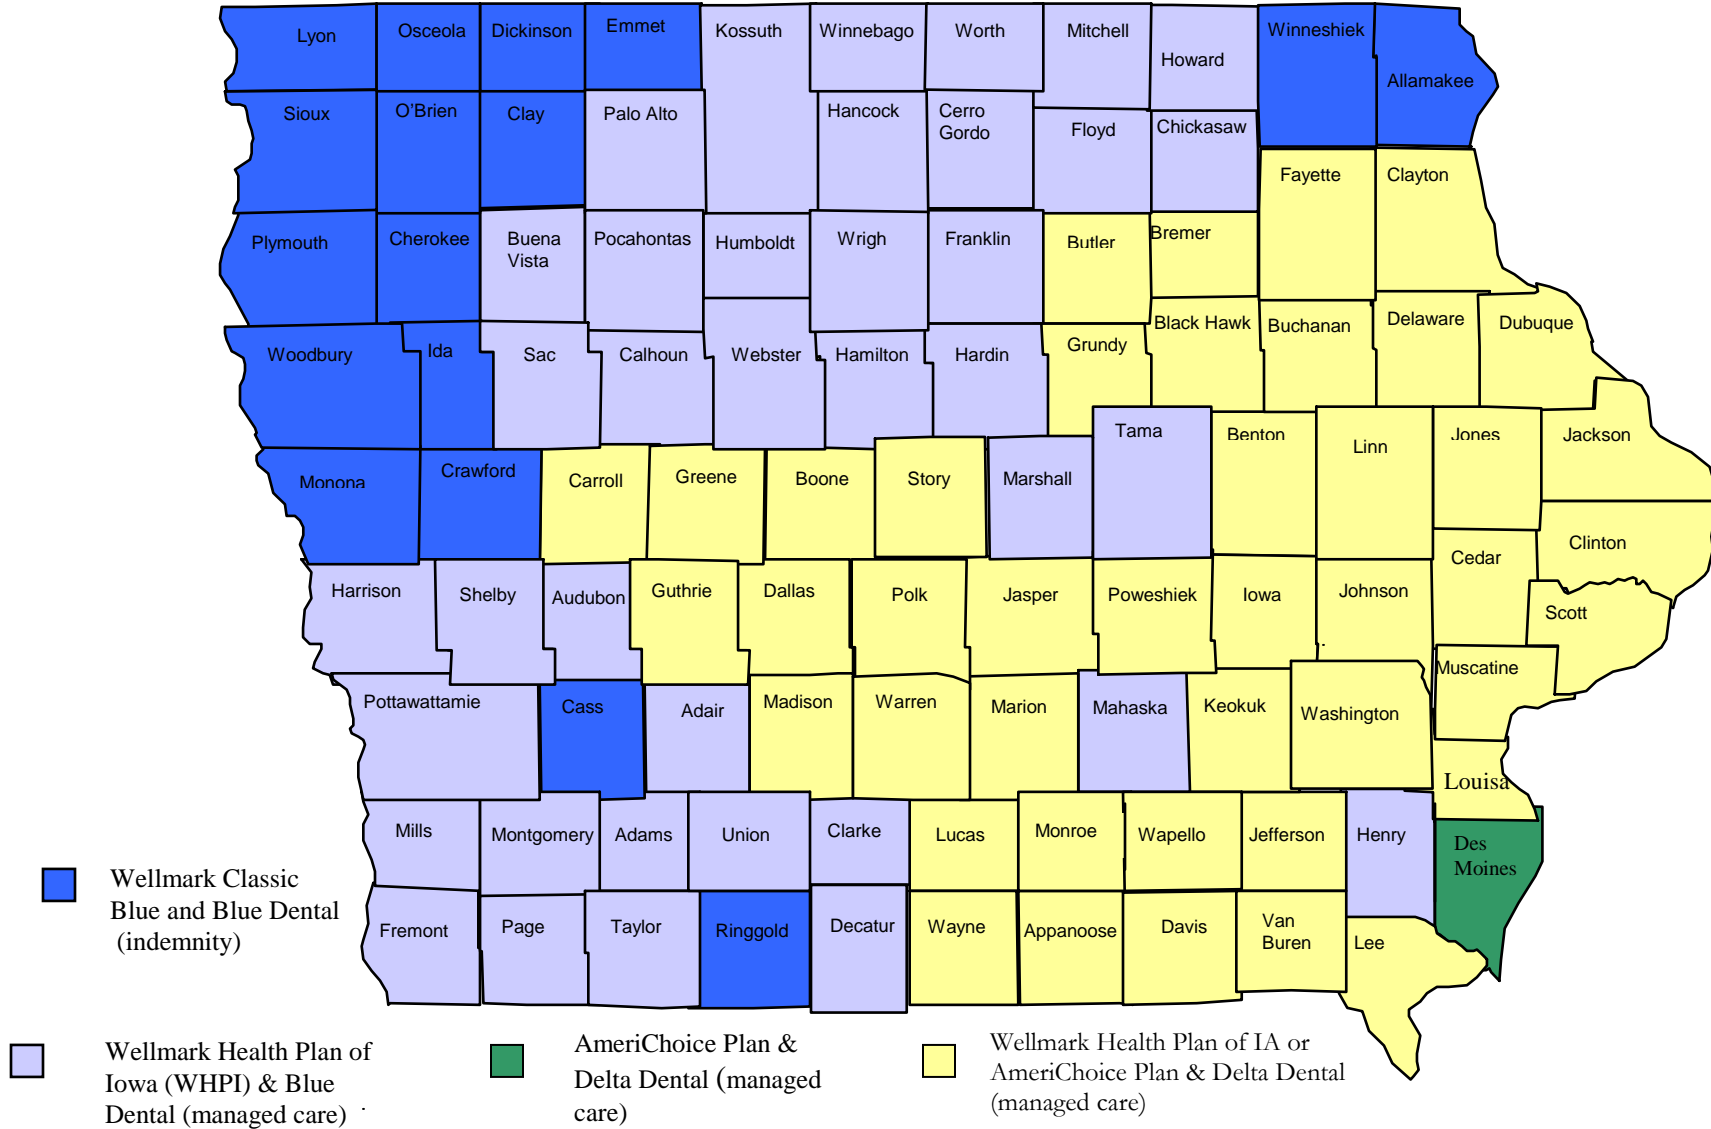 Lyon Osceola Dickinson Emmet Kossuth Winnebago Worth Mitchell Howard Winneshiek Allamakee
Sioux O'Brien Clay Palo Alto Hancock Cerro Gordo Floyd Chickasaw Fayette Clayton
Plymouth Cherokee Buena Vista Pocahontas Humboldt Wrigh Franklin Butler Bremer
Woodbury Ida Sac Calhoun Webster Hamilton Hardin Grundy Black Hawk Buchanan Delaware Dubuque
Monona Crawford Carroll Greene Boone Story Marshall Tama Benton Linn Jones Jackson
Clinton
Cedar
Harrison Shelby Audubon Guthrie Dallas Polk Jasper Poweshiek Iowa Johnson Scott
Muscatine
Pottawattamie Cass Adair Madison Warren Marion Mahaska Keokuk Washington
Louisa
Mills Montgomery Adams Union Clarke Lucas Monroe Wapello Jefferson Henry Des Moines
Fremont Page Taylor Ringgold Decatur Wayne Appanoose Davis Van Buren Lee
Wellmark Classic
Blue and Blue Dental
(indemnity)
Wellmark Health Plan of
Iowa (WHPI) & Blue
Dental (managed care)
AmeriChoice Plan &
Delta Dental (managed
care)
Wellmark Health Plan of IA or
AmeriChoice Plan & Delta Dental
(managed care)